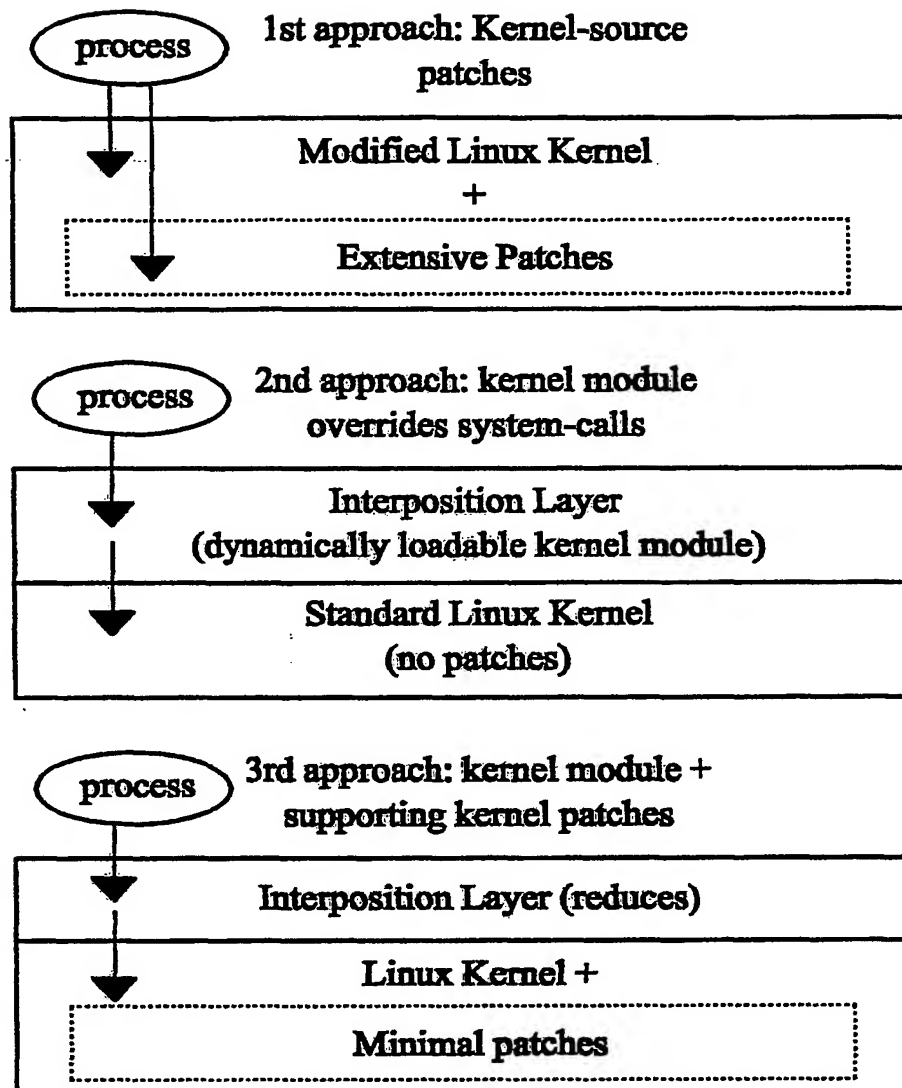 process
1st approach: Kernel-source
patches
Modified Linux Kernel
+
Extensive Patches
process
2nd approach: kernel module
overrides system-calls
Interposition Layer
(dynamically loadable kernel module)
Standard Linux Kernel
(no patches)
process
3rd approach: kernel module +
supporting kernel patches
Interposition Layer (reduces)
Linux Kernel +
Minimal patches